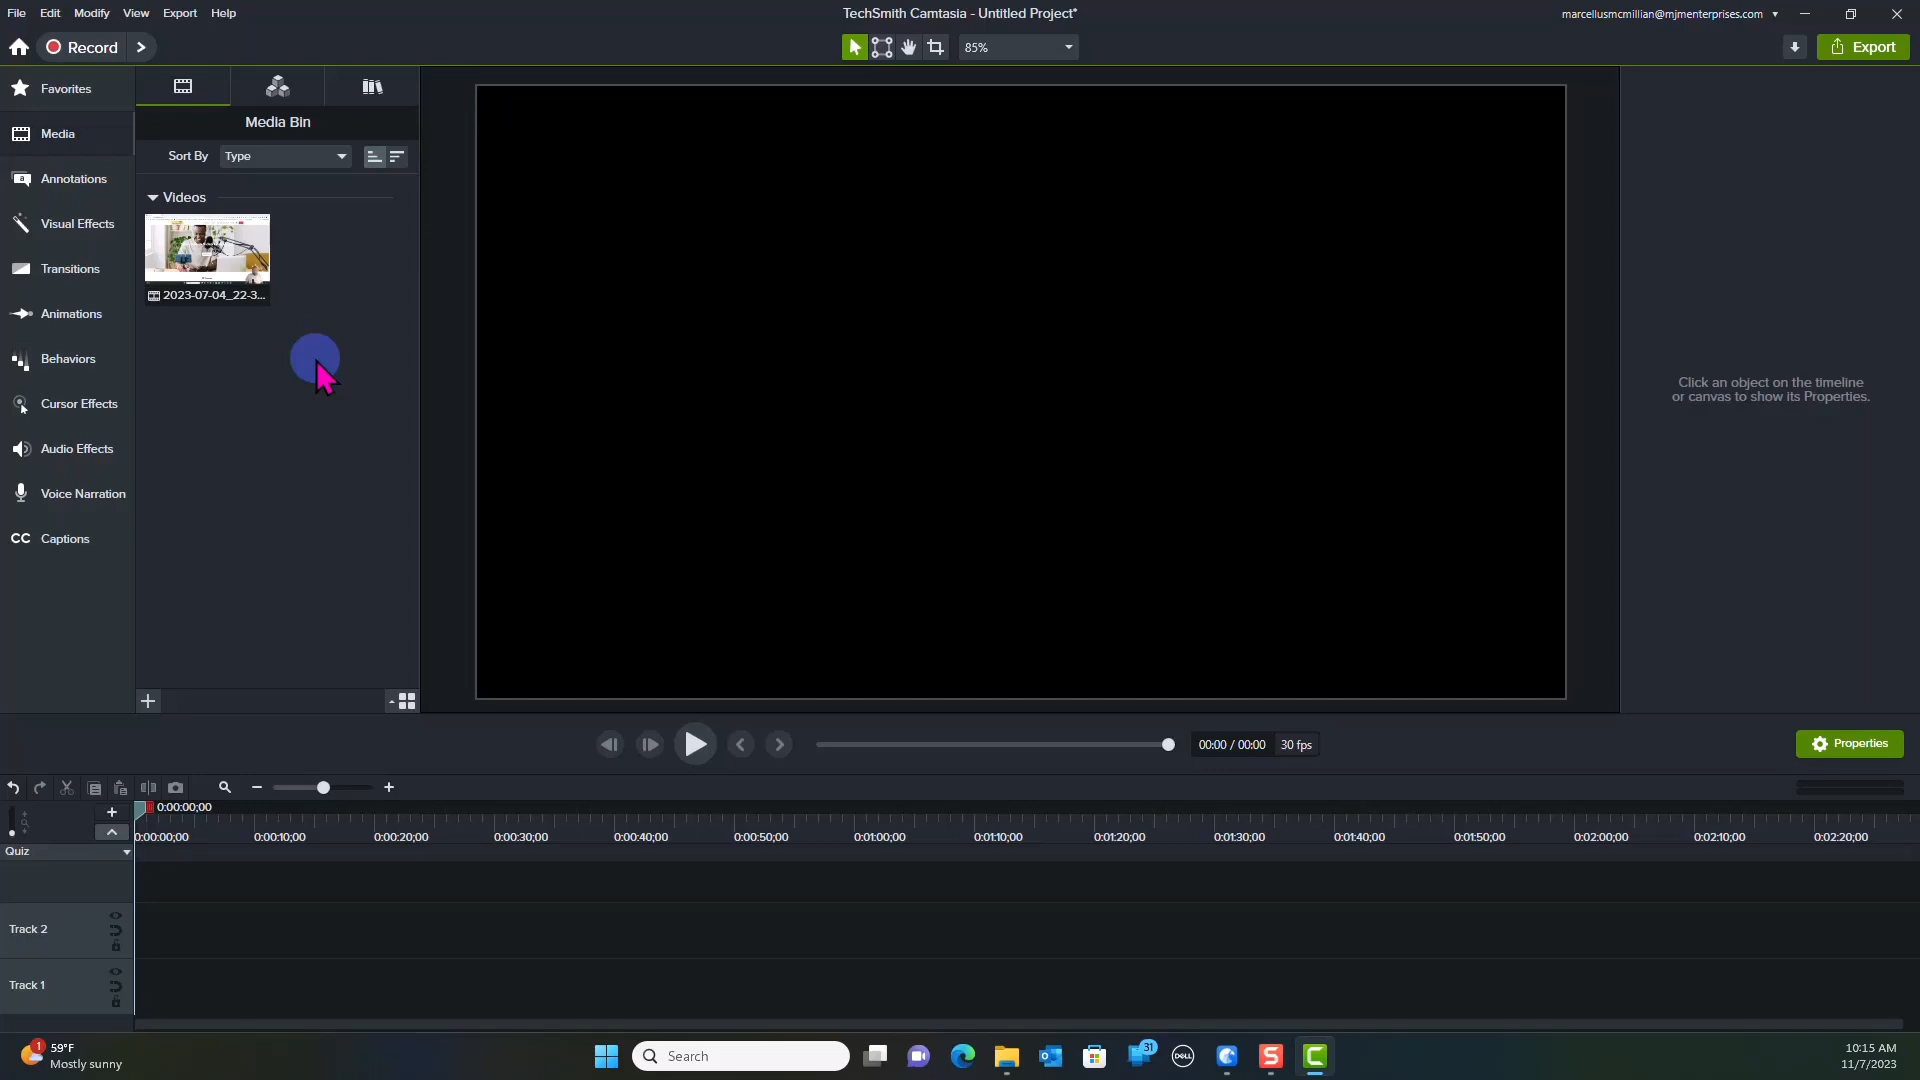 File Edit Modify View Export Help
TechSmith Camtasia - Untitled Project*
marcellusmcmillian@mjmenterprises.com
Record
85%
Export
Favorites
Media
Annotations
Visual Effects
Transitions
Animations
Behaviors
Cursor Effects
Audio Effects
Voice Narration
CC Captions
Media Bin
Sort By Type
Videos
2023-07-04_22-3...
Click an object on the timeline
or canvas to show its Properties.
00:00 / 00:00 30 fps
Properties
0:00:00;00
0:00:00;00 0:00:10;00 0:00:20;00 0:00:30;00 0:00:40;00 0:00:50;00 0:01:00;00 0:01:10;00 0:01:20;00 0:01:30;00 0:01:40;00 0:01:50;00 0:02:00;00 0:02:10;00 0:02:20;00
Quiz
Track 2
Track 1
1
59°F
Mostly sunny
Search
31
DELL
10:15 AM
11/7/2023